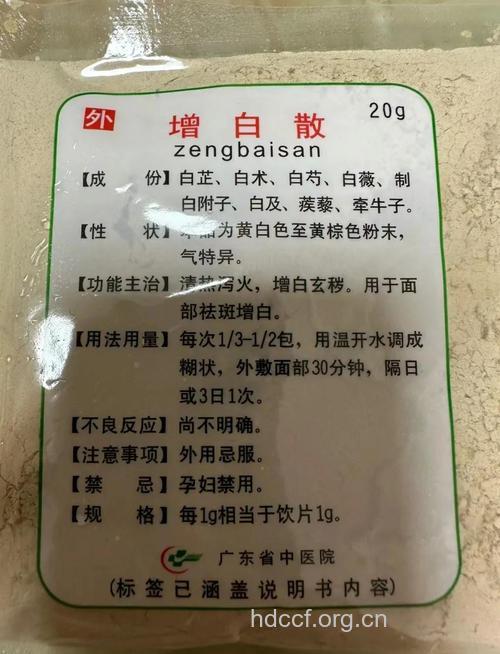 外
增白散
20g
zengbaisan
【成 份】白芷、白术、白芍、白薇、制
白附子、白及、蒺藜、牵牛子。
【性 状】本品为黄白色至黄棕色粉末，
气特异。
【功能主治】清热泻火，增白玄秽。用于面
部祛斑增白。
【用法用量】每次1/3-1/2包，用温开水调成
糊状，外敷面部30分钟，隔日
或3日1次。
【不良反应】尚不明确。
【注意事项】外用忌服。
【禁 忌】孕妇禁用。
【规 格】每1g相当于饮片1g。
广东省中医院
(标签已涵盖说明书内容)
hdccf.org.cn